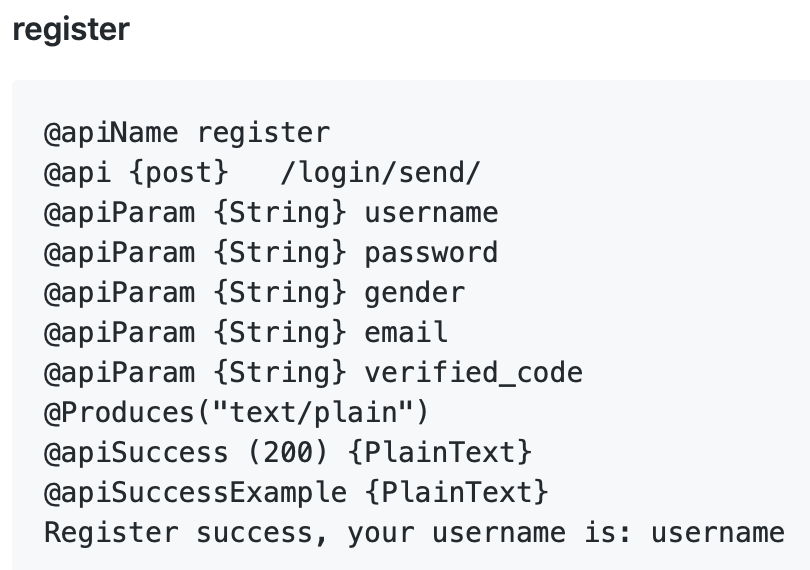 register
@apiName register
@api {post}   /login/send/
@apiParam {String} username
@apiParam {String} password
@apiParam {String} gender
@apiParam {String} email
@apiParam {String} verified_code
@Produces("text/plain")
@apiSuccess (200) {PlainText}
@apiSuccessExample {PlainText}
Register success, your username is: username